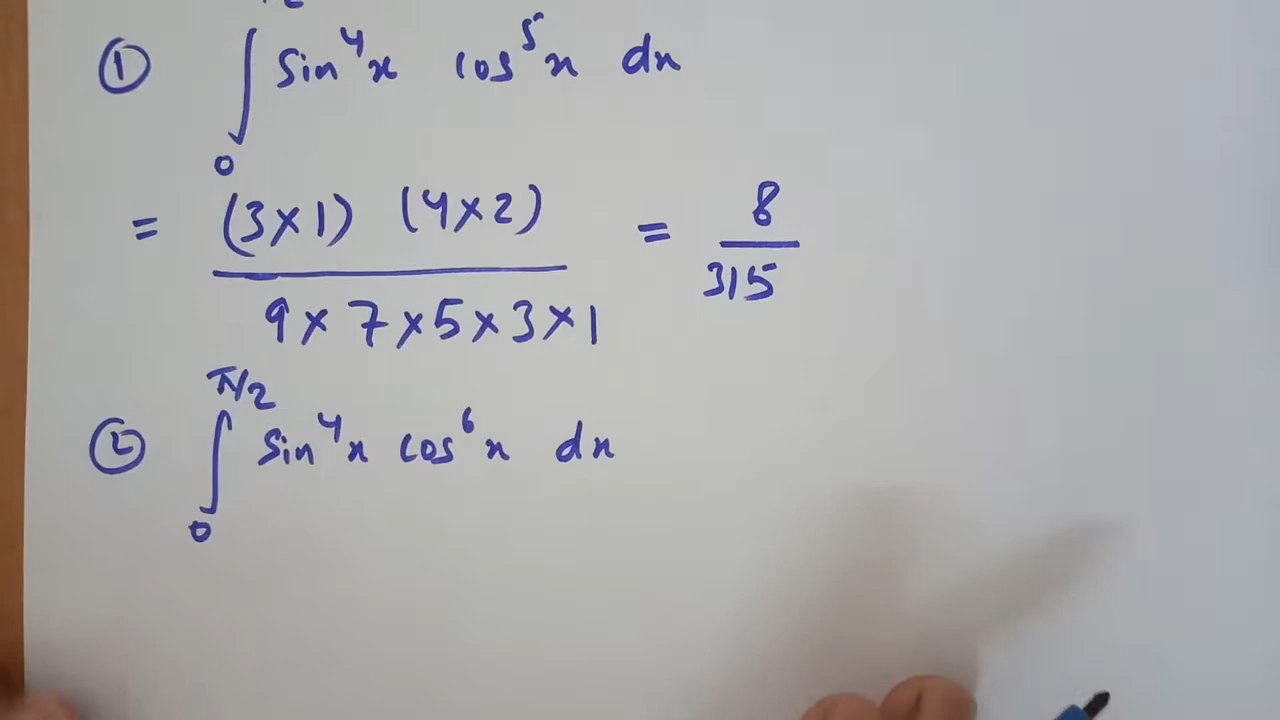 ① ∫₀ sin⁴x cos⁵x dx
= (3×1) (4×2) / 9×7×5×3×1 = 8/315
② ∫₀^π/2 sin⁴x cos⁶x dx